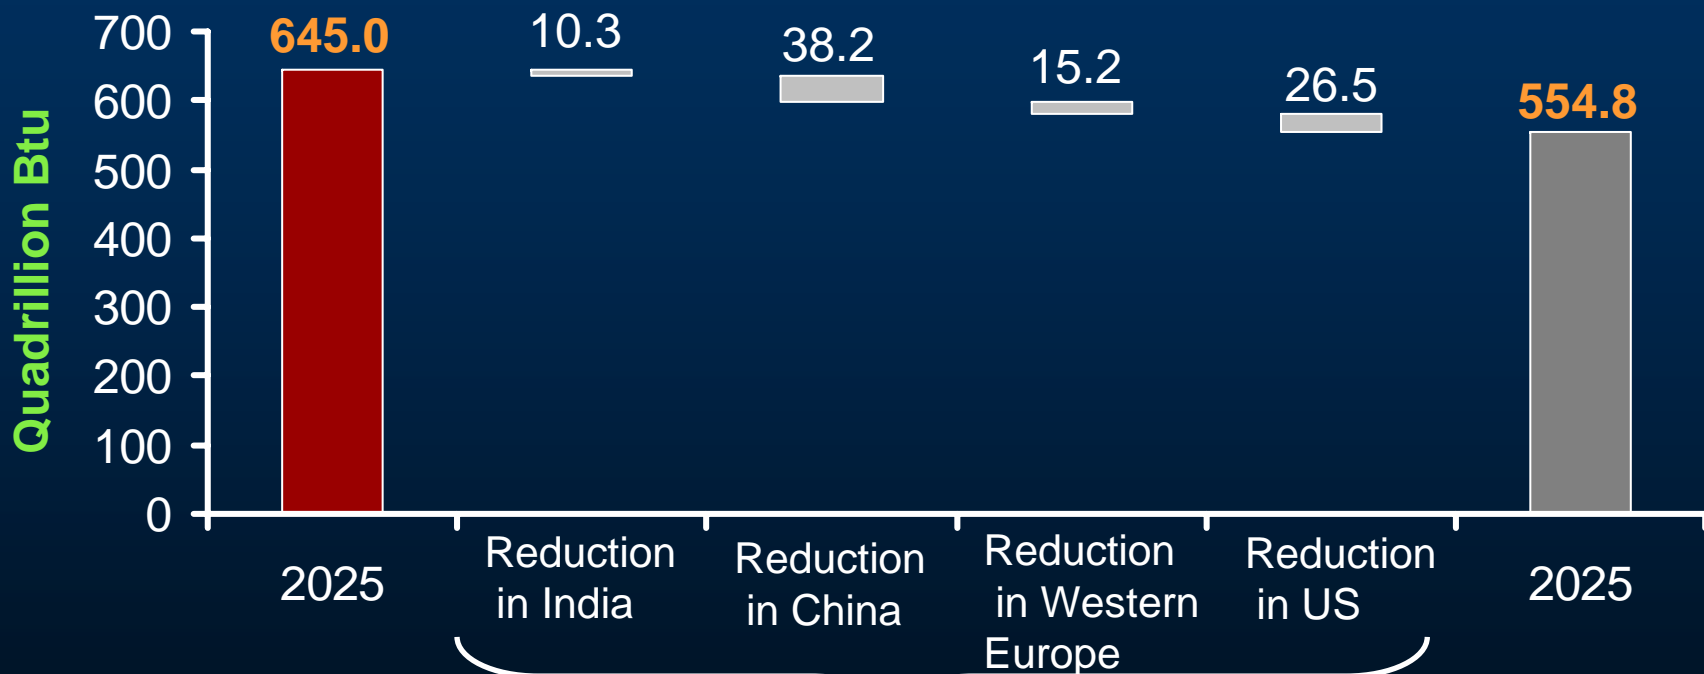 Quadrillion Btu
700
600
500
400
300
200
100
0
645.0
10.3
38.2
15.2
26.5
554.8
2025
Reduction
in India
Reduction
in China
Reduction
in Western
Europe
Reduction
in US
2025